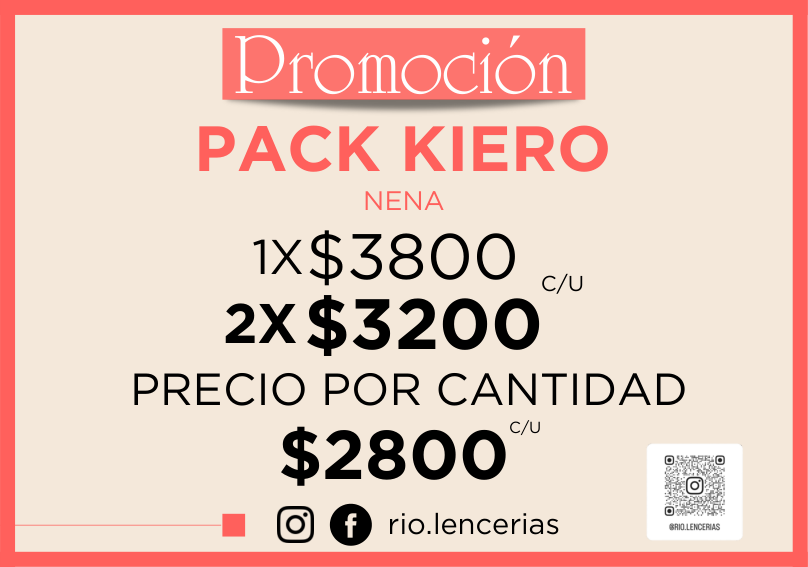 Promoción
PACK KIERO
NENA
1X $3800
2X $3200 C/U
PRECIO POR CANTIDAD
$2800 C/U
rio.lencerias
@RIO.LENCERIAS